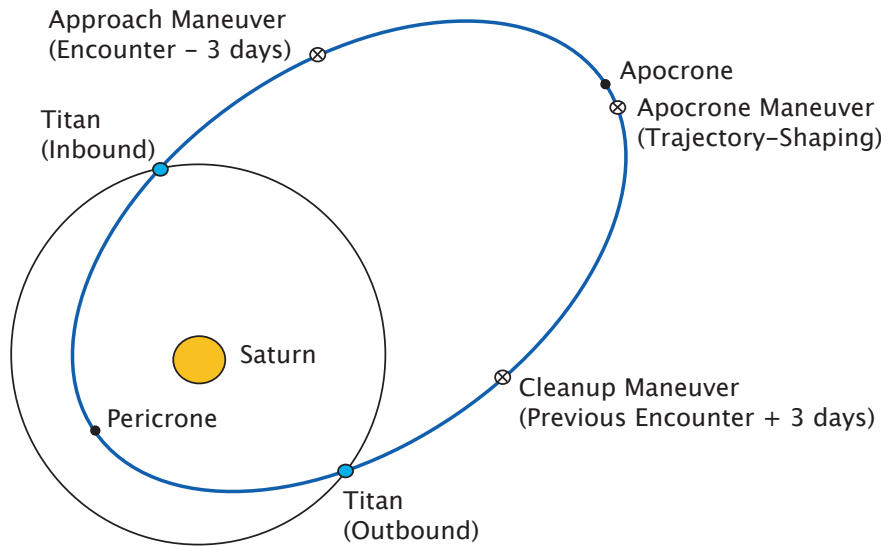 Approach Maneuver
(Encounter – 3 days)
Apocrone
Apocrone Maneuver
(Trajectory–Shaping)
Titan
(Inbound)
Saturn
Cleanup Maneuver
(Previous Encounter + 3 days)
Pericrone
Titan
(Outbound)